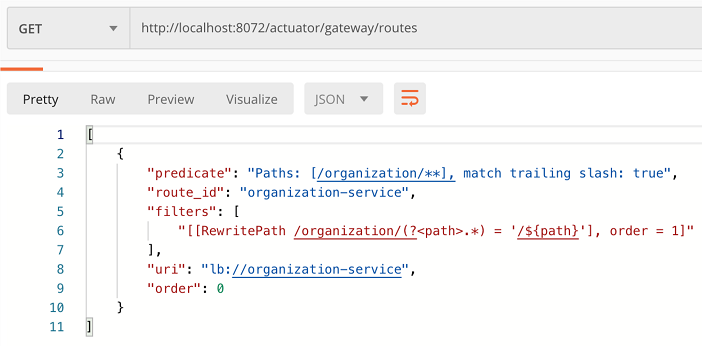 GET http://localhost:8072/actuator/gateway/routes
Pretty Raw Preview Visualize JSON
1 [
2 {
3 "predicate": "Paths: [/organization/**], match trailing slash: true",
4 "route_id": "organization-service",
5 "filters": [
6 "[[RewritePath /organization/(?<path>.*) = '/${path}'], order = 1]"
7 ],
8 "uri": "lb://organization-service",
9 "order": 0
10 }
11 ]